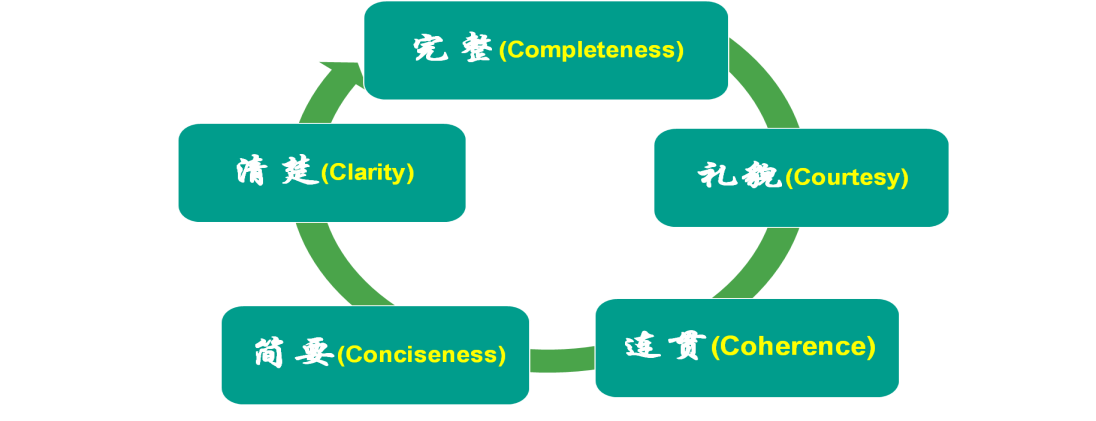 完整(Completeness)
礼貌(Courtesy)
连贯(Coherence)
简要(Conciseness)
清楚(Clarity)